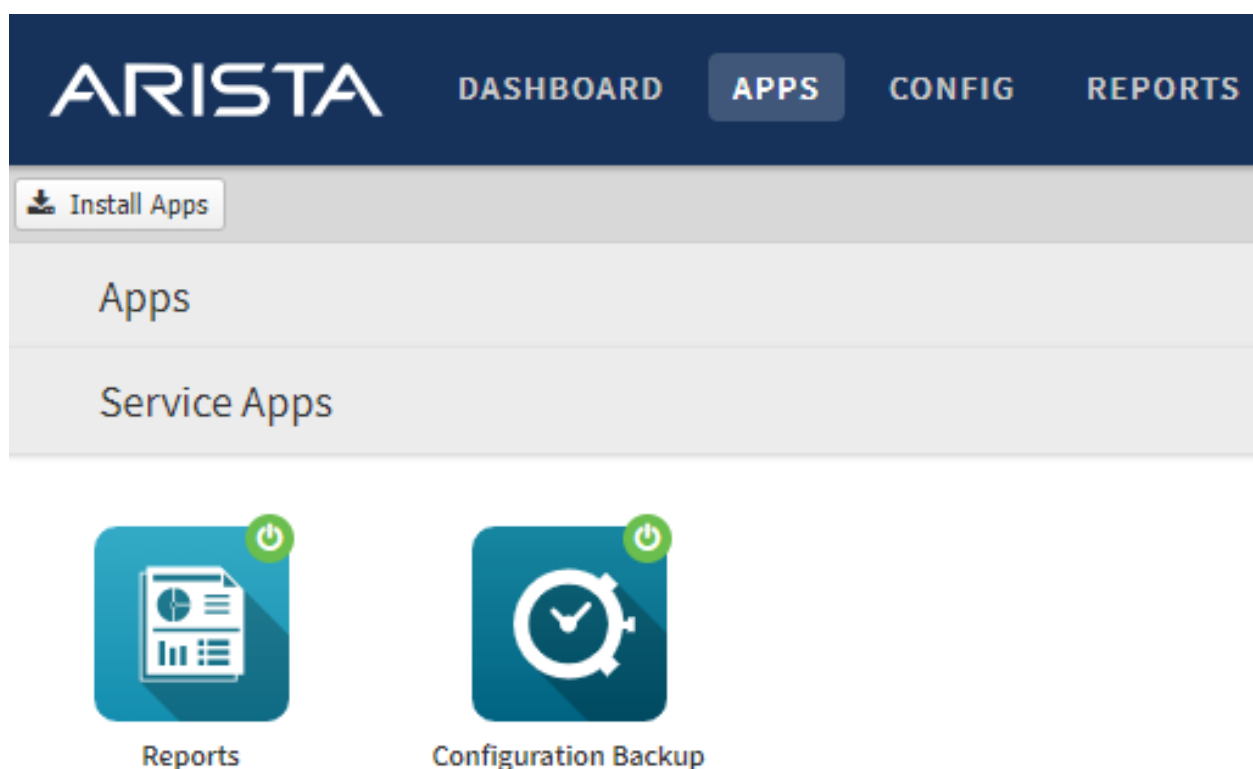 ARISTA DASHBOARD APPS CONFIG REPORTS
Install Apps
Apps
Service Apps
Reports Configuration Backup